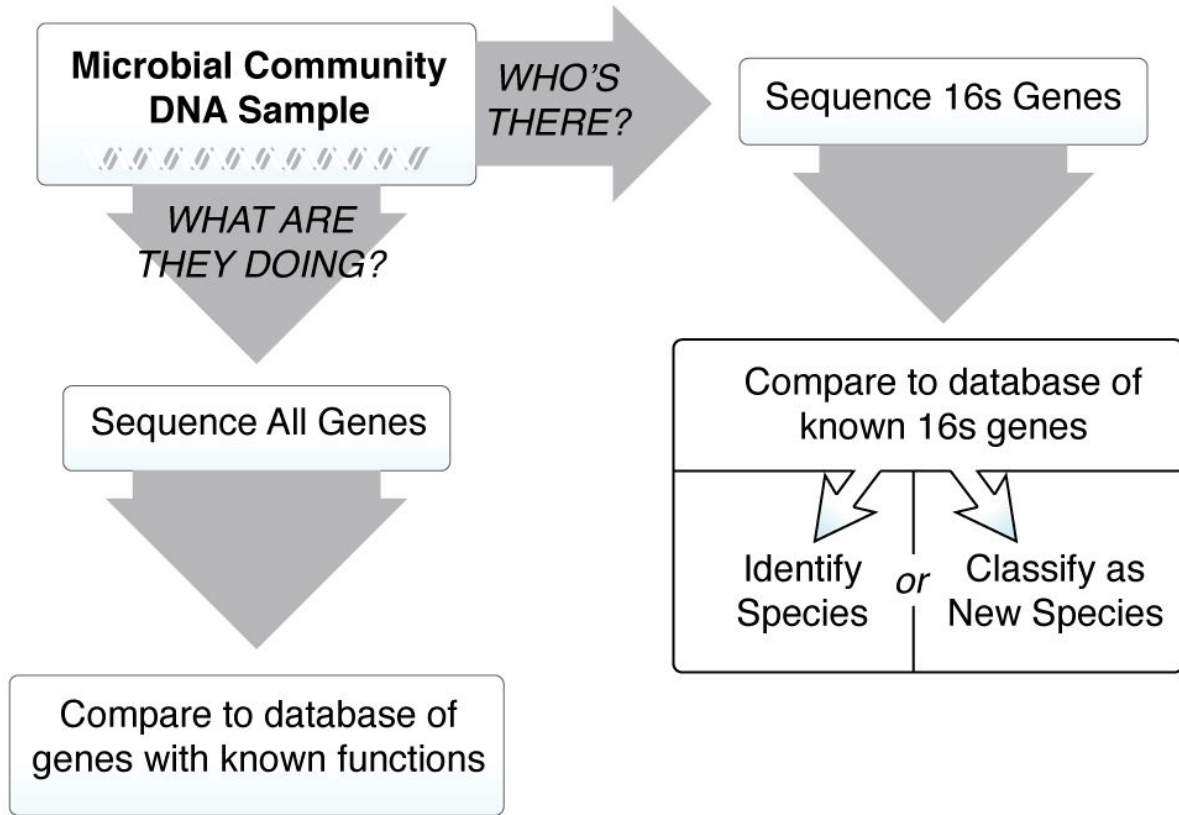 Microbial Community
DNA Sample
WHO'S
THERE?
Sequence 16s Genes
WHAT ARE
THEY DOING?
Sequence All Genes
Compare to database of
known 16s genes
Identify
Species
or
Classify as
New Species
Compare to database of
genes with known functions